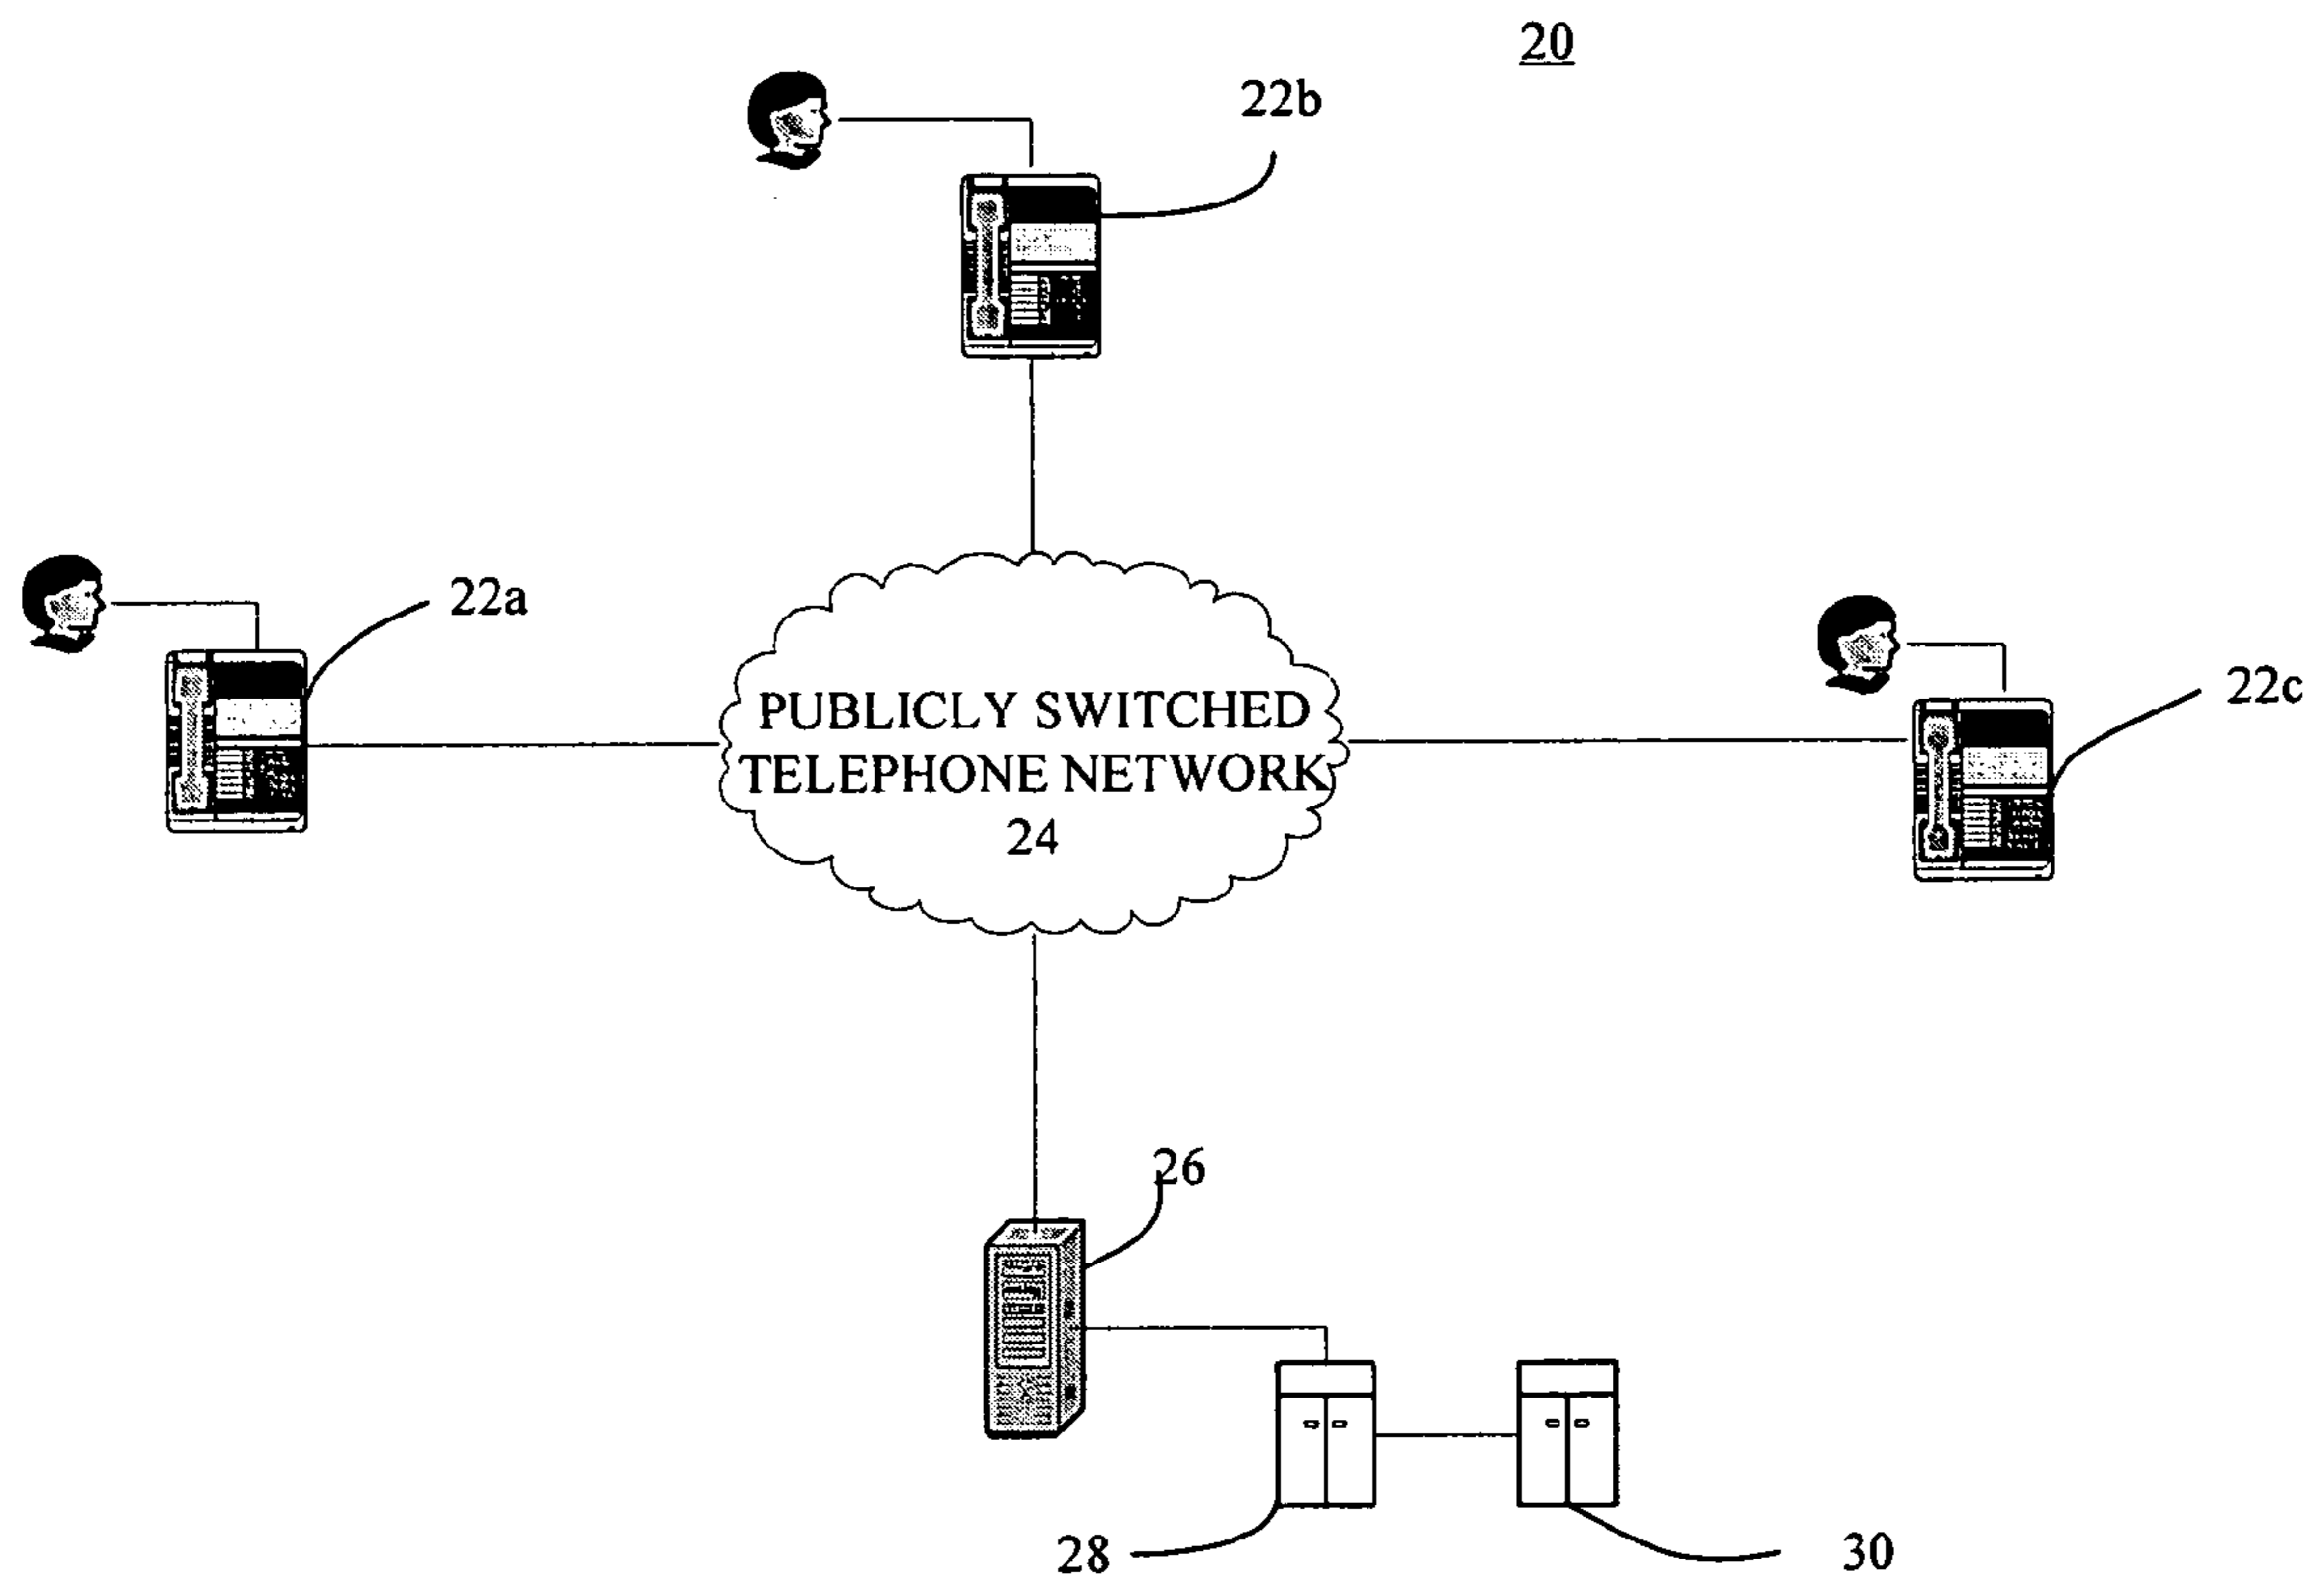 20
22b
22a
22c
PUBLICLY SWITCHED
TELEPHONE NETWORK
24
26
28
30